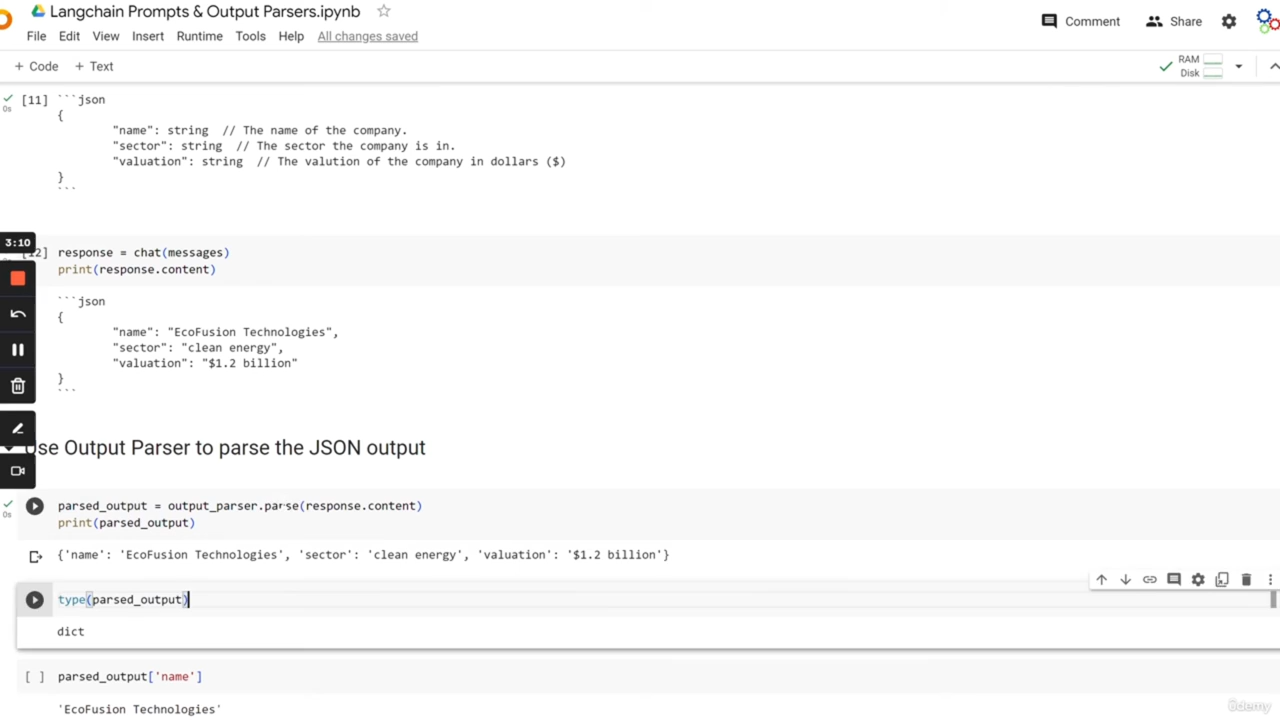 Langchain Prompts & Output Parsers.ipynb
Comment
Share
File Edit View Insert Runtime Tools Help All changes saved
+ Code + Text
RAM
Disk
[11]
0s
```json
{
"name": string // The name of the company.
"sector": string // The sector the company is in.
"valuation": string // The valution of the company in dollars ($)
}
```
3:10
12]
response = chat(messages)
print(response.content)
```json
{
"name": "EcoFusion Technologies",
"sector": "clean energy",
"valuation": "$1.2 billion"
}
```
Use Output Parser to parse the JSON output
0s
parsed_output = output_parser.parse(response.content)
print(parsed_output)
{'name': 'EcoFusion Technologies', 'sector': 'clean energy', 'valuation': '$1.2 billion'}
type(parsed_output)
dict
[ ] parsed_output['name']
'EcoFusion Technologies'
ûdemy